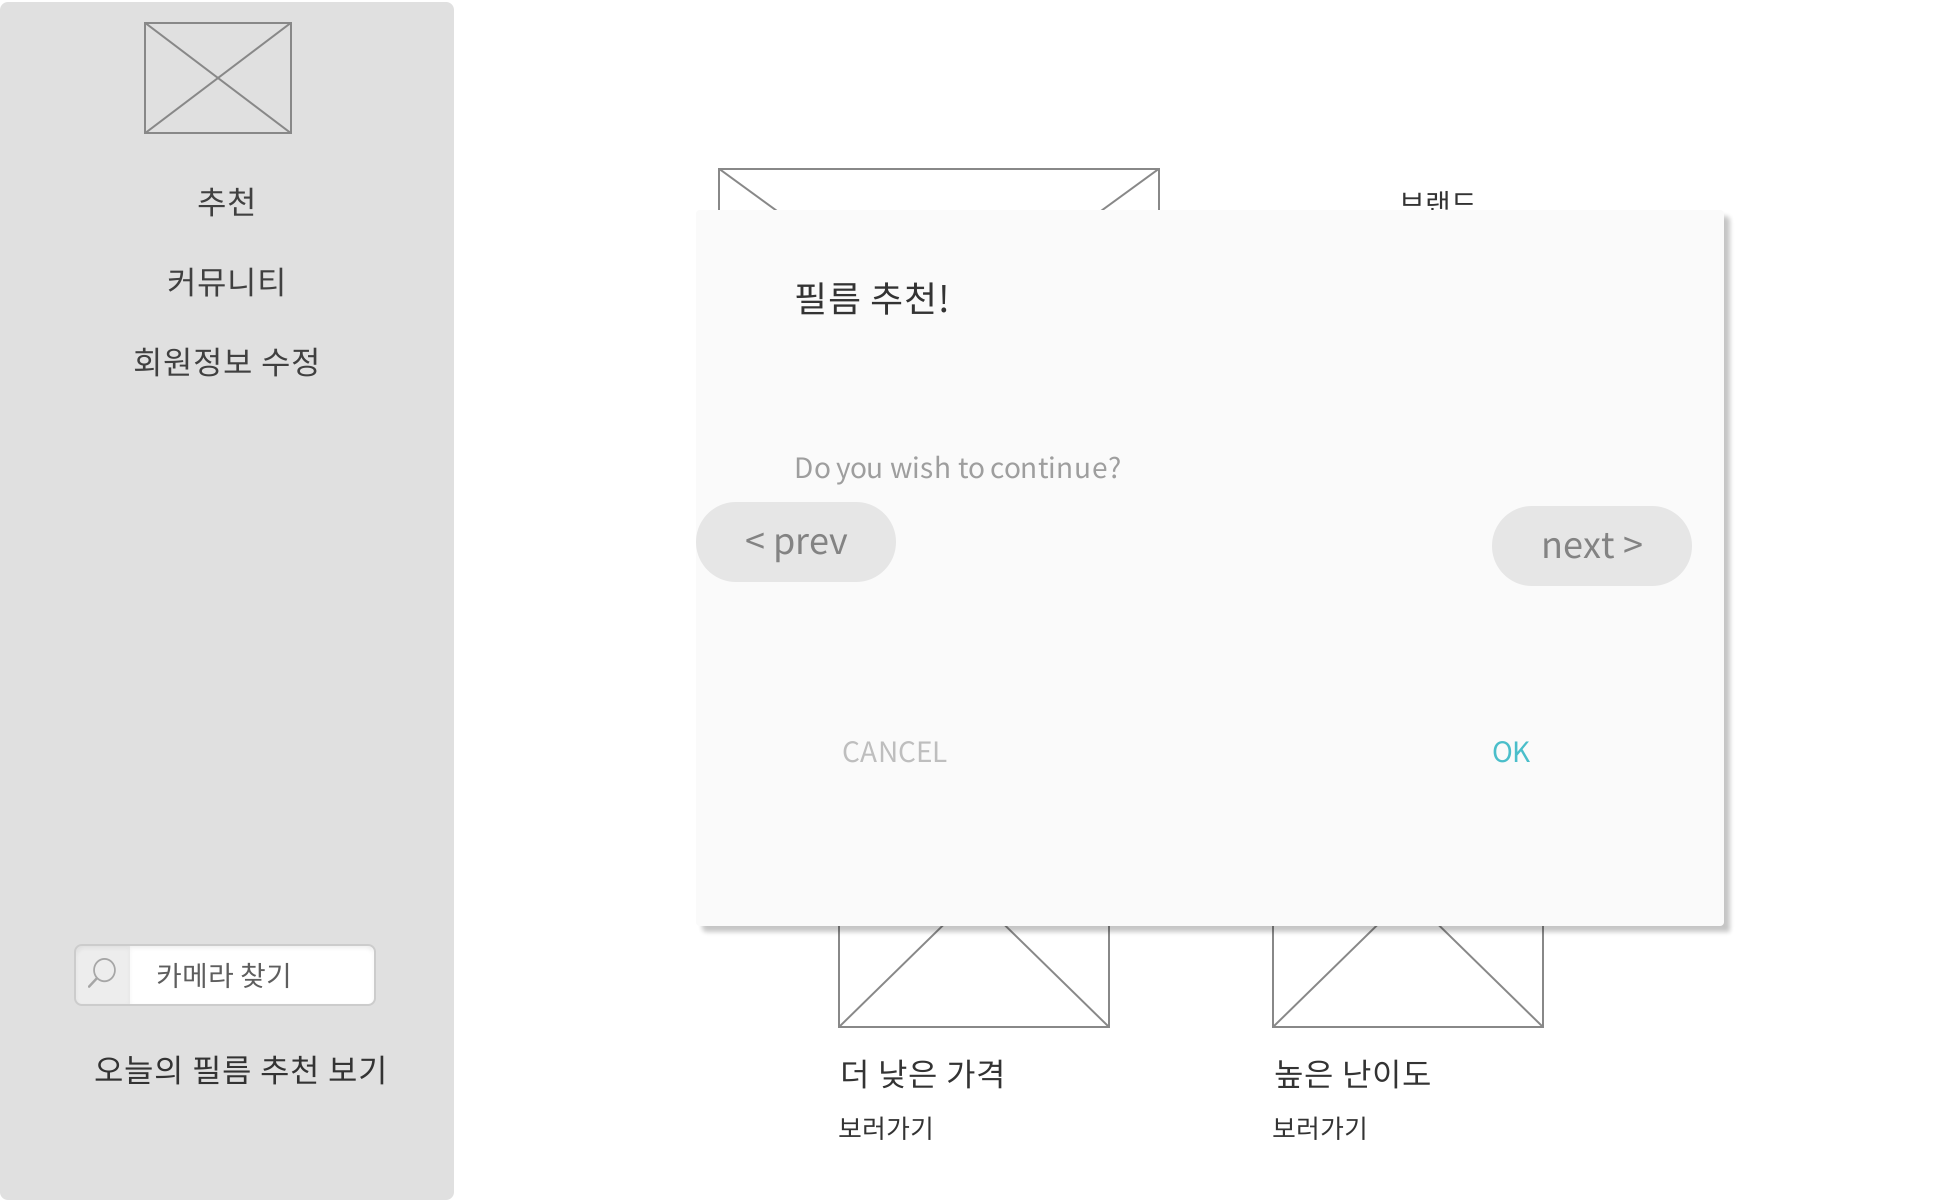 추천
커뮤니티
회원정보 수정
카메라 찾기
오늘의 필름 추천 보기
브랜드
필름 추천!
Do you wish to continue?
< prev
next >
CANCEL
OK
더 낮은 가격
보러가기
높은 난이도
보러가기